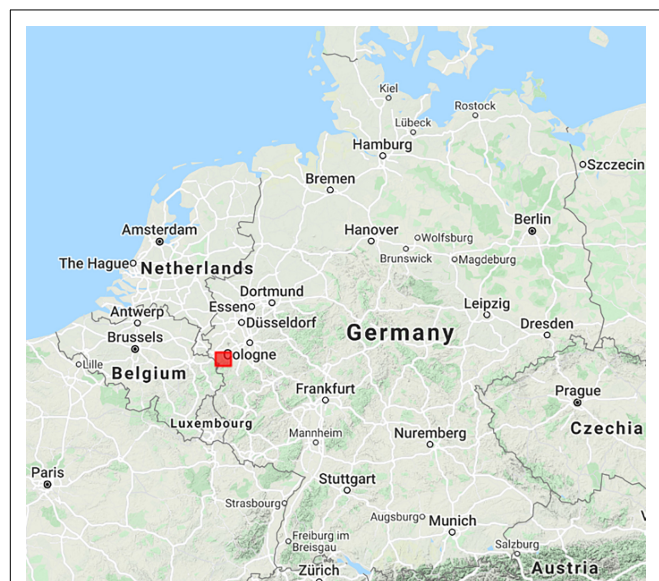 Kiel
Rostock
Lübeck
Hamburg
Szczecin
Bremen
Amsterdam
Hanover
Wolfsburg
Berlin
The Hague
Netherlands
Brunswick
Magdeburg
Dortmund
Essen
Leipzig
Antwerp
Düsseldorf
Dresden
Brussels
Germany
Cologne
Lille
Belgium
Frankfurt
Prague
Luxembourg
Mannheim
Nuremberg
Czechia
Paris
Stuttgart
Strasbourg
Augsburg
Munich
Freiburg im
Breisgau
Salzburg
Zürich
Austria